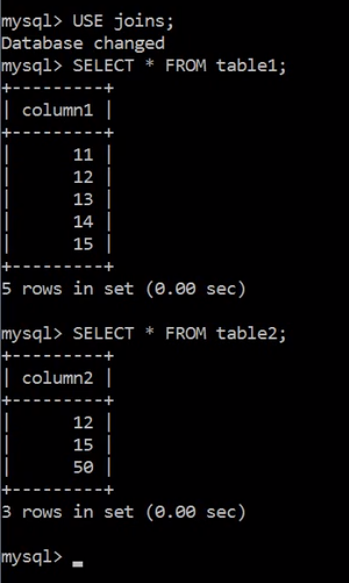 mysql> USE joins;
Database changed
mysql> SELECT * FROM table1;
+---------+
| column1 |
+---------+
|      11 |
|      12 |
|      13 |
|      14 |
|      15 |
+---------+
5 rows in set (0.00 sec)

mysql> SELECT * FROM table2;
+---------+
| column2 |
+---------+
|      12 |
|      15 |
|      50 |
+---------+
3 rows in set (0.00 sec)

mysql> _